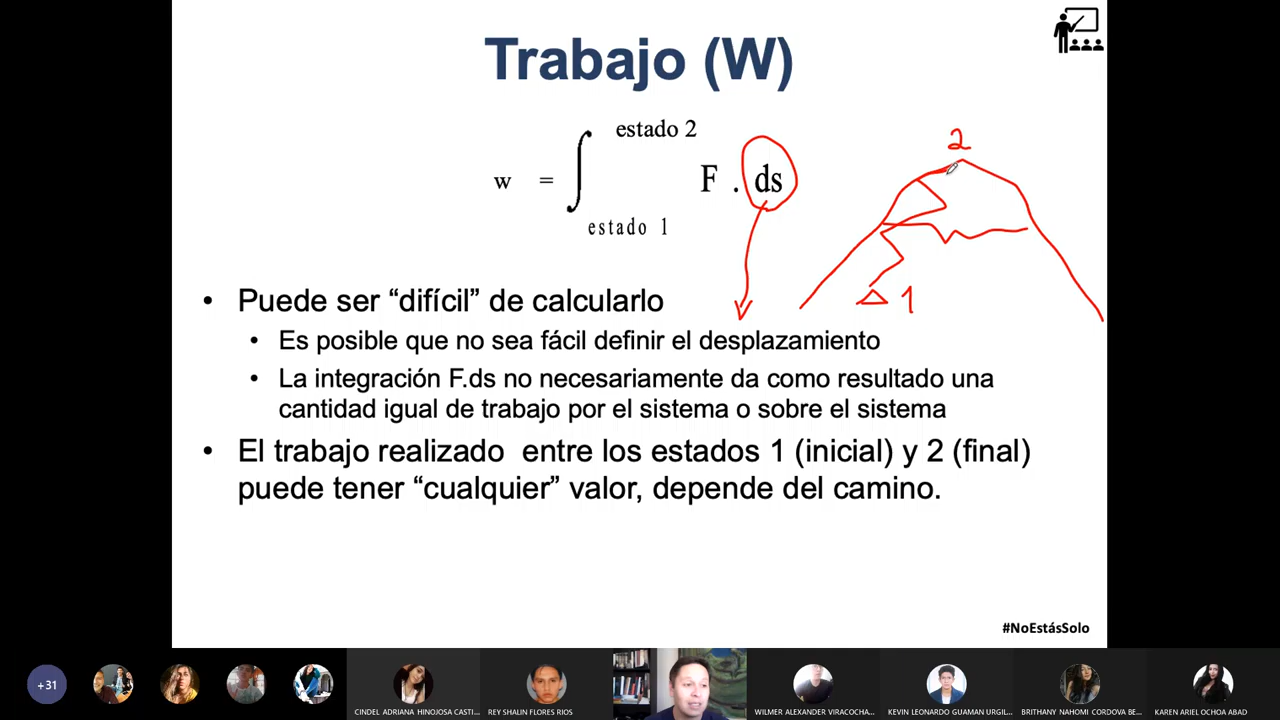 Trabajo (W)
estado 2
w = ∫ F . ds
estado 1
2
1
• Puede ser “difícil” de calcularlo
• Es posible que no sea fácil definir el desplazamiento
• La integración F.ds no necesariamente da como resultado una
cantidad igual de trabajo por el sistema o sobre el sistema
• El trabajo realizado entre los estados 1 (inicial) y 2 (final)
puede tener “cualquier” valor, depende del camino.
#NoEstásSolo
+31
CINDEL ADRIANA HINOJOSA CASTI...
REY SHALIN FLORES RIOS
WILMER ALEXANDER VIRACOCHA...
KEVIN LEONARDO GUAMAN URGIL...
BRITHANY NAHOMI CORDOVA BE...
KAREN ARIEL OCHOA ABAD